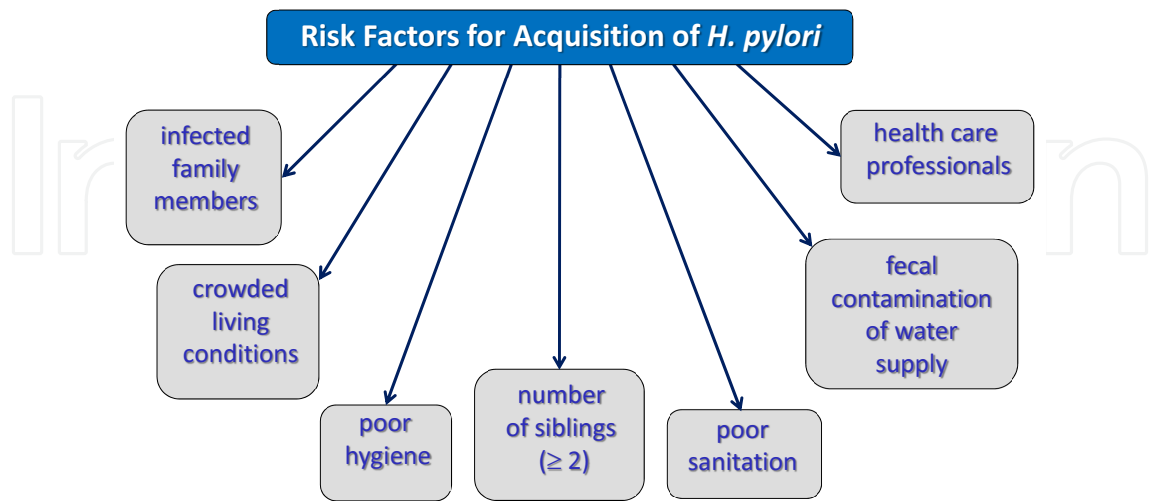 Risk Factors for Acquisition of H. pylori
infected
family
members
health care
professionals
crowded
living
conditions
fecal
contamination
of water
supply
poor
hygiene
number
of siblings
(≥ 2)
poor
sanitation